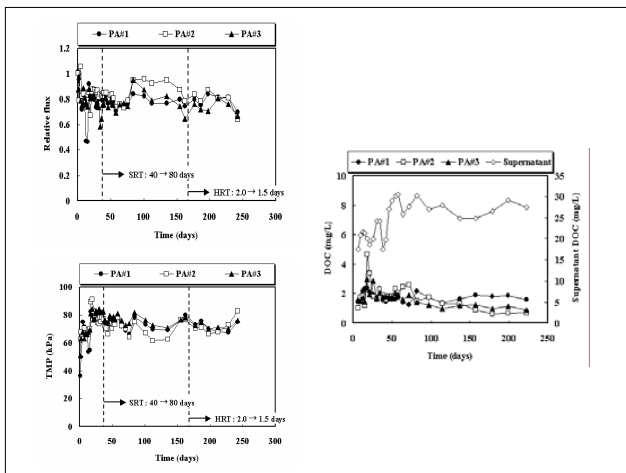 PA#1 PA#2 PA#3
1.2
1
0.8
0.6
0.4
0.2
0
Relative flux
SRT : 40 → 80 days
HRT : 2.0 → 1.5 days
0 50 100 150 200 250 300
Time (days)
PA#1 PA#2 PA#3
100
80
60
40
20
0
TMP (kPa)
SRT : 40 → 80 days
HRT : 2.0 → 1.5 days
0 50 100 150 200 250 300
Time (days)
PA#1 PA#2 PA#3 Supernatant
10
8
6
4
2
0
DOC (mg/L)
35
30
25
20
15
10
5
0
Supernatant DOC (mg/L)
0 50 100 150 200 250
Time (days)